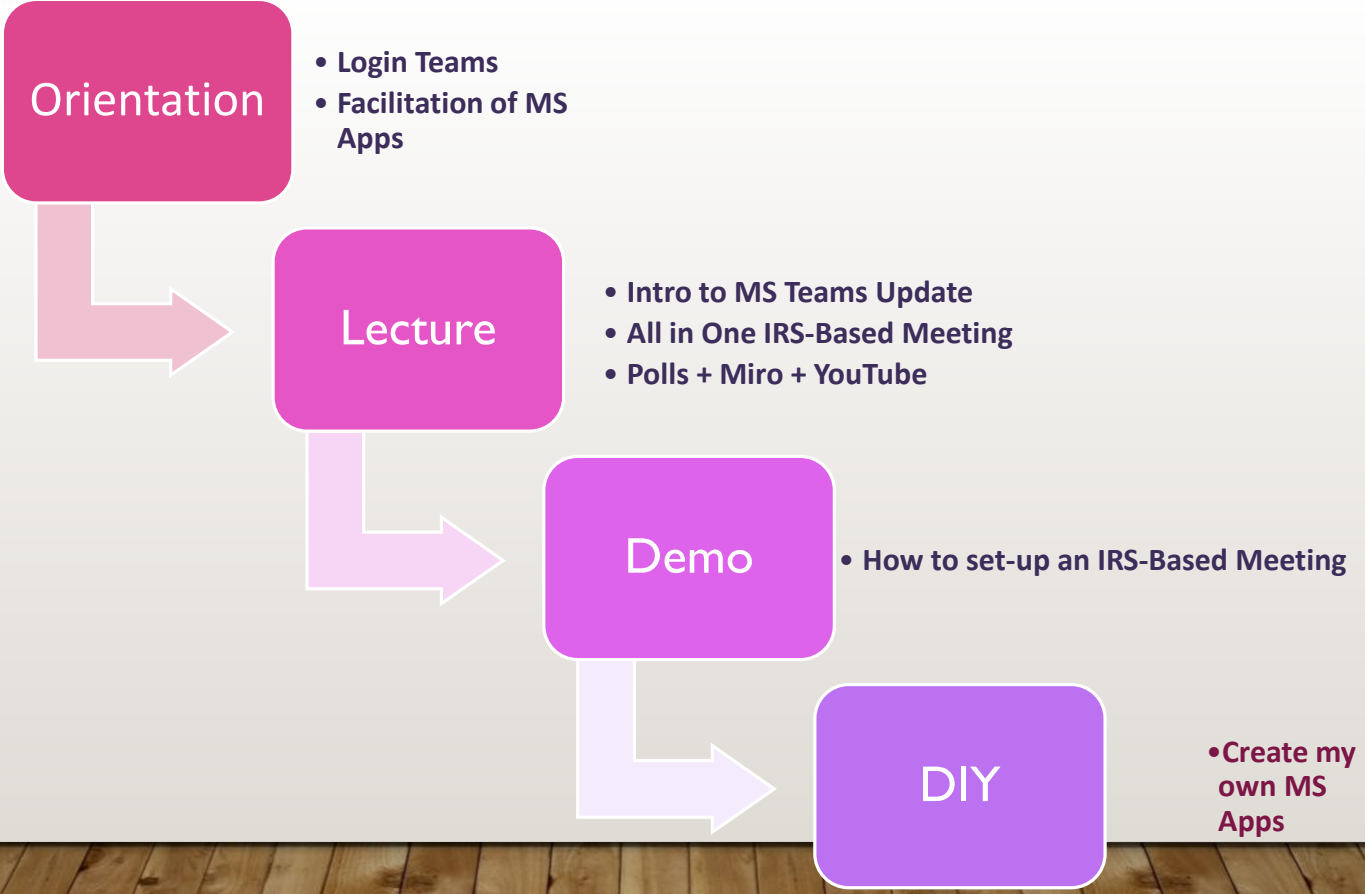 Orientation
• Login Teams
• Facilitation of MS
Apps
Lecture
• Intro to MS Teams Update
• All in One IRS-Based Meeting
• Polls + Miro + YouTube
Demo
• How to set-up an IRS-Based Meeting
DIY
•Create my
own MS
Apps